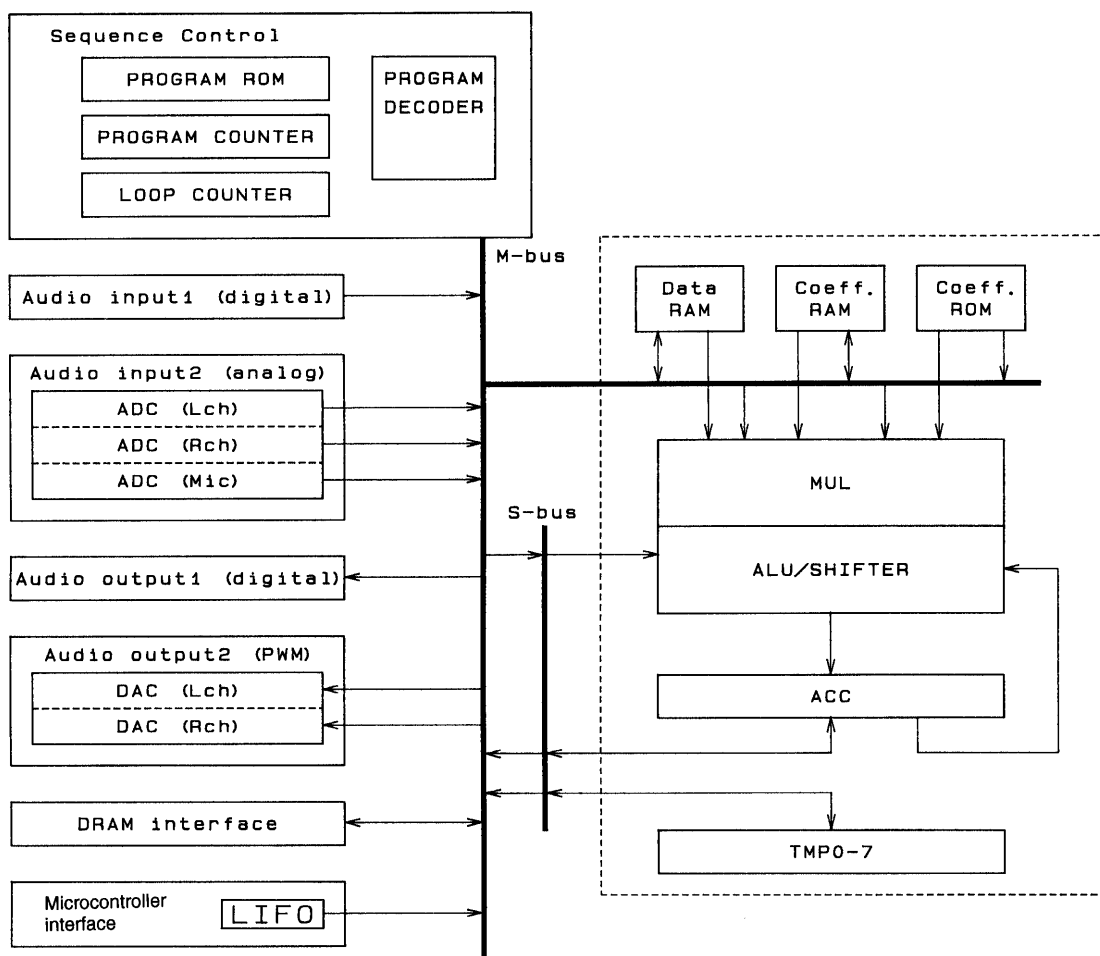 Sequence Control
PROGRAM ROM
PROGRAM COUNTER
LOOP COUNTER
PROGRAM
DECODER
M-bus
Audio input1 (digital)
Audio input2 (analog)
ADC (Lch)
ADC (Rch)
ADC (Mic)
Audio output1 (digital)
Audio output2 (PWM)
DAC (Lch)
DAC (Rch)
DRAM interface
Microcontroller
interface
LIFO
S-bus
Data
RAM
Coeff.
RAM
Coeff.
ROM
MUL
ALU/SHIFTER
ACC
TMP0-7